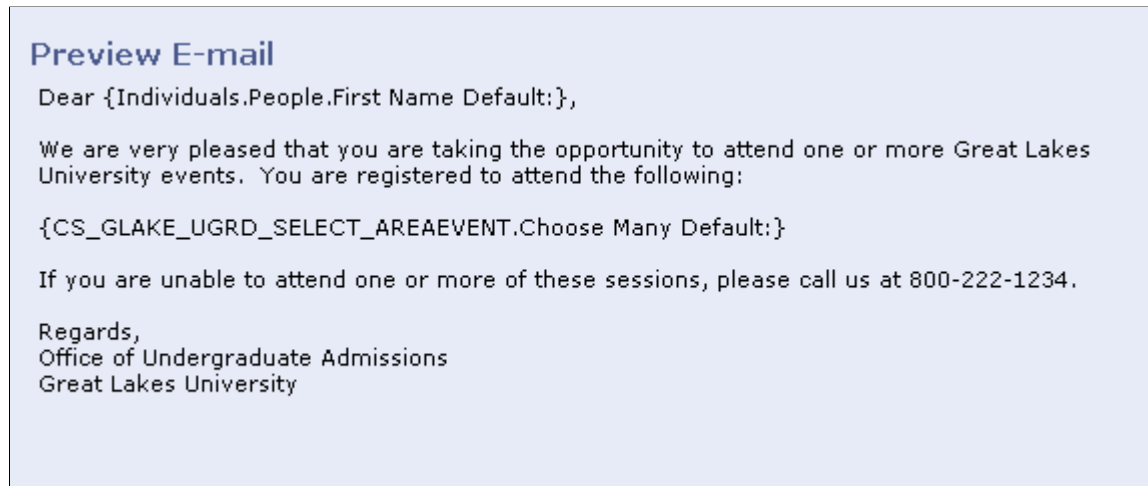 Preview E-mail
Dear {Individuals.People.First Name Default:},
We are very pleased that you are taking the opportunity to attend one or more Great Lakes
University events.  You are registered to attend the following:
{CS_GLAKE_UGRD_SELECT_AREAEVENT.Choose Many Default:}
If you are unable to attend one or more of these sessions, please call us at 800-222-1234.
Regards,
Office of Undergraduate Admissions
Great Lakes University